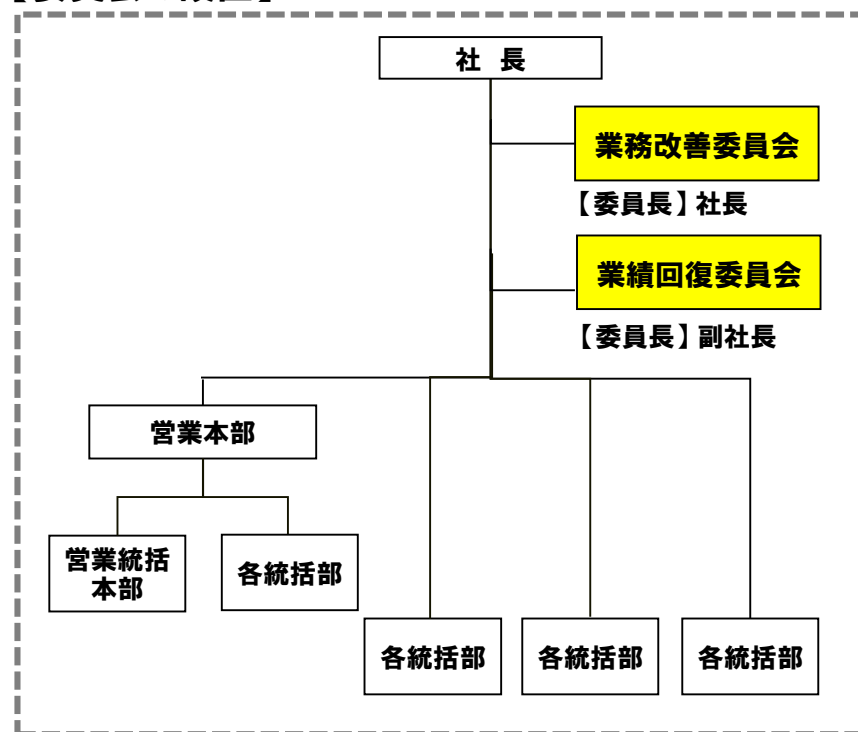 社 長
業務改善委員会
【委員長】社長
業績回復委員会
【委員長】副社長
営業本部
営業統括
本部
各統括部
各統括部
各統括部
各統括部